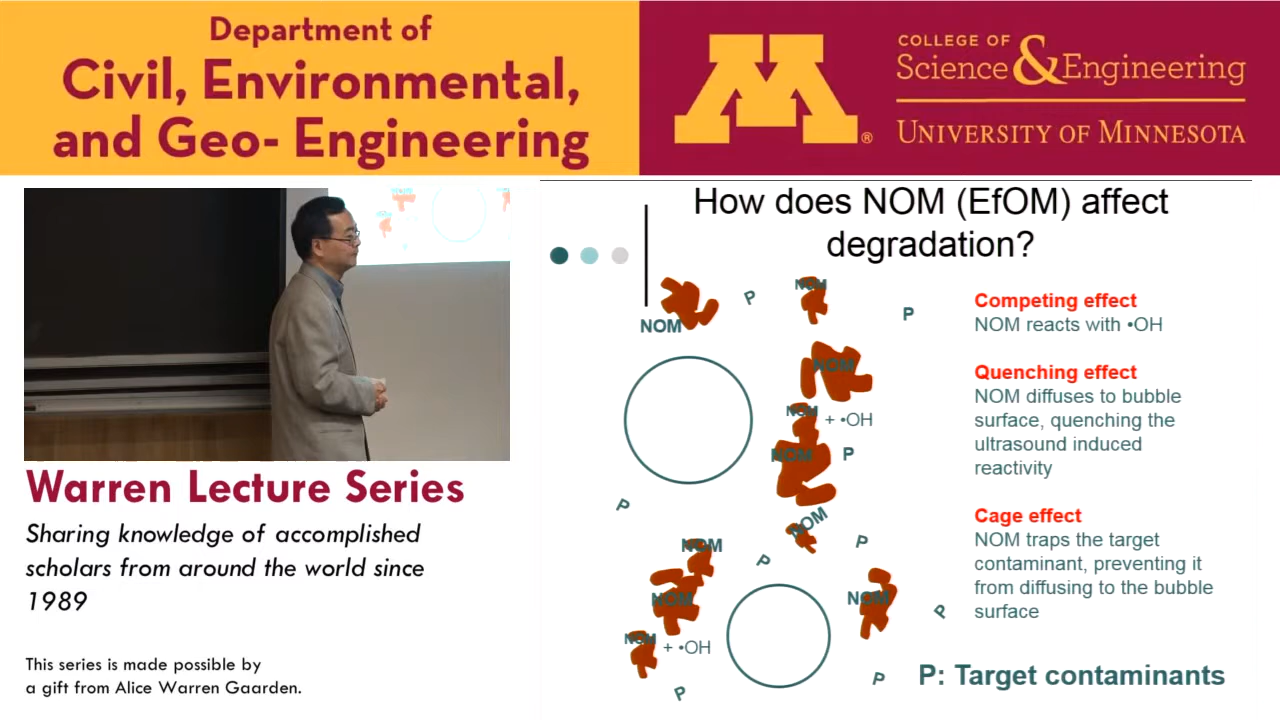 Department of
Civil, Environmental,
and Geo- Engineering
M
®
COLLEGE OF
Science & Engineering
UNIVERSITY OF MINNESOTA
Warren Lecture Series
Sharing knowledge of accomplished
scholars from around the world since
1989
This series is made possible by
a gift from Alice Warren Gaarden.
How does NOM (EfOM) affect
degradation?
NOM
P
NOM
P
NOM
NOM
+ •OH
NOM
P
P
NOM
P
NOM
P
NOM
NOM
P
NOM
+ •OH
P
P
Competing effect
NOM reacts with •OH
Quenching effect
NOM diffuses to bubble
surface, quenching the
ultrasound induced
reactivity
Cage effect
NOM traps the target
contaminant, preventing it
from diffusing to the bubble
surface
P: Target contaminants